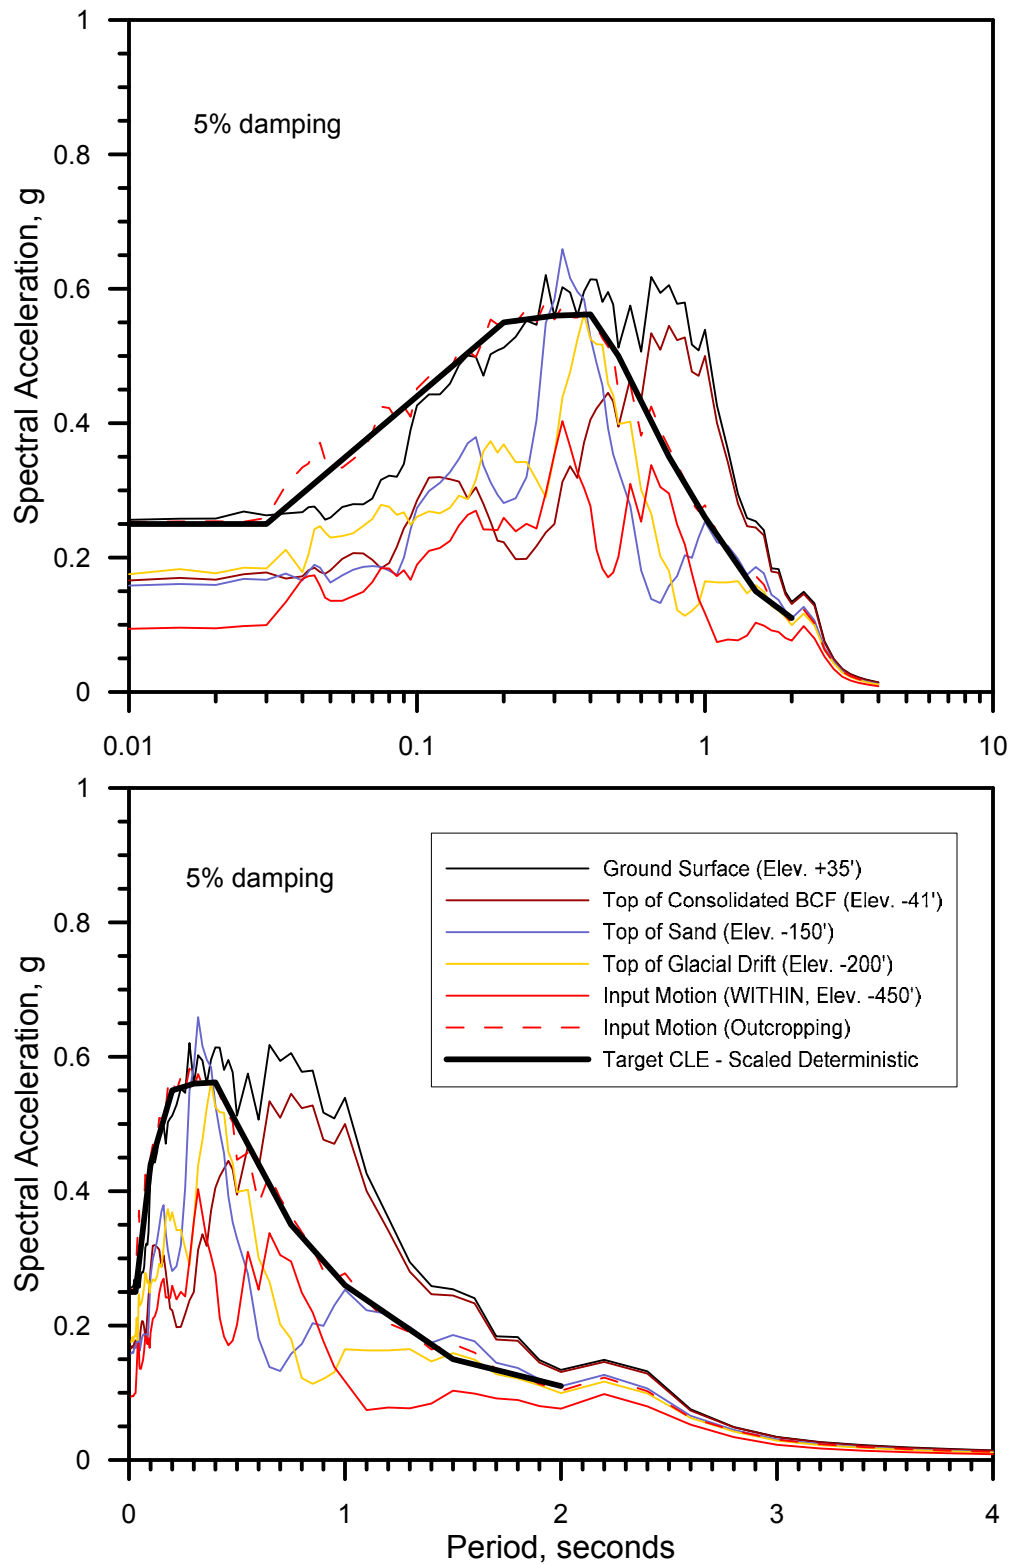 1
0.8
0.6
0.4
0.2
0
Spectral Acceleration, g
5% damping
0.01
0.1
1
10
1
0.8
0.6
0.4
0.2
0
Spectral Acceleration, g
5% damping
Ground Surface (Elev. +35')
Top of Consolidated BCF (Elev. -41')
Top of Sand (Elev. -150')
Top of Glacial Drift (Elev. -200')
Input Motion (WITHIN, Elev. -450')
Input Motion (Outcropping)
Target CLE - Scaled Deterministic
0
1
2
3
4
Period, seconds